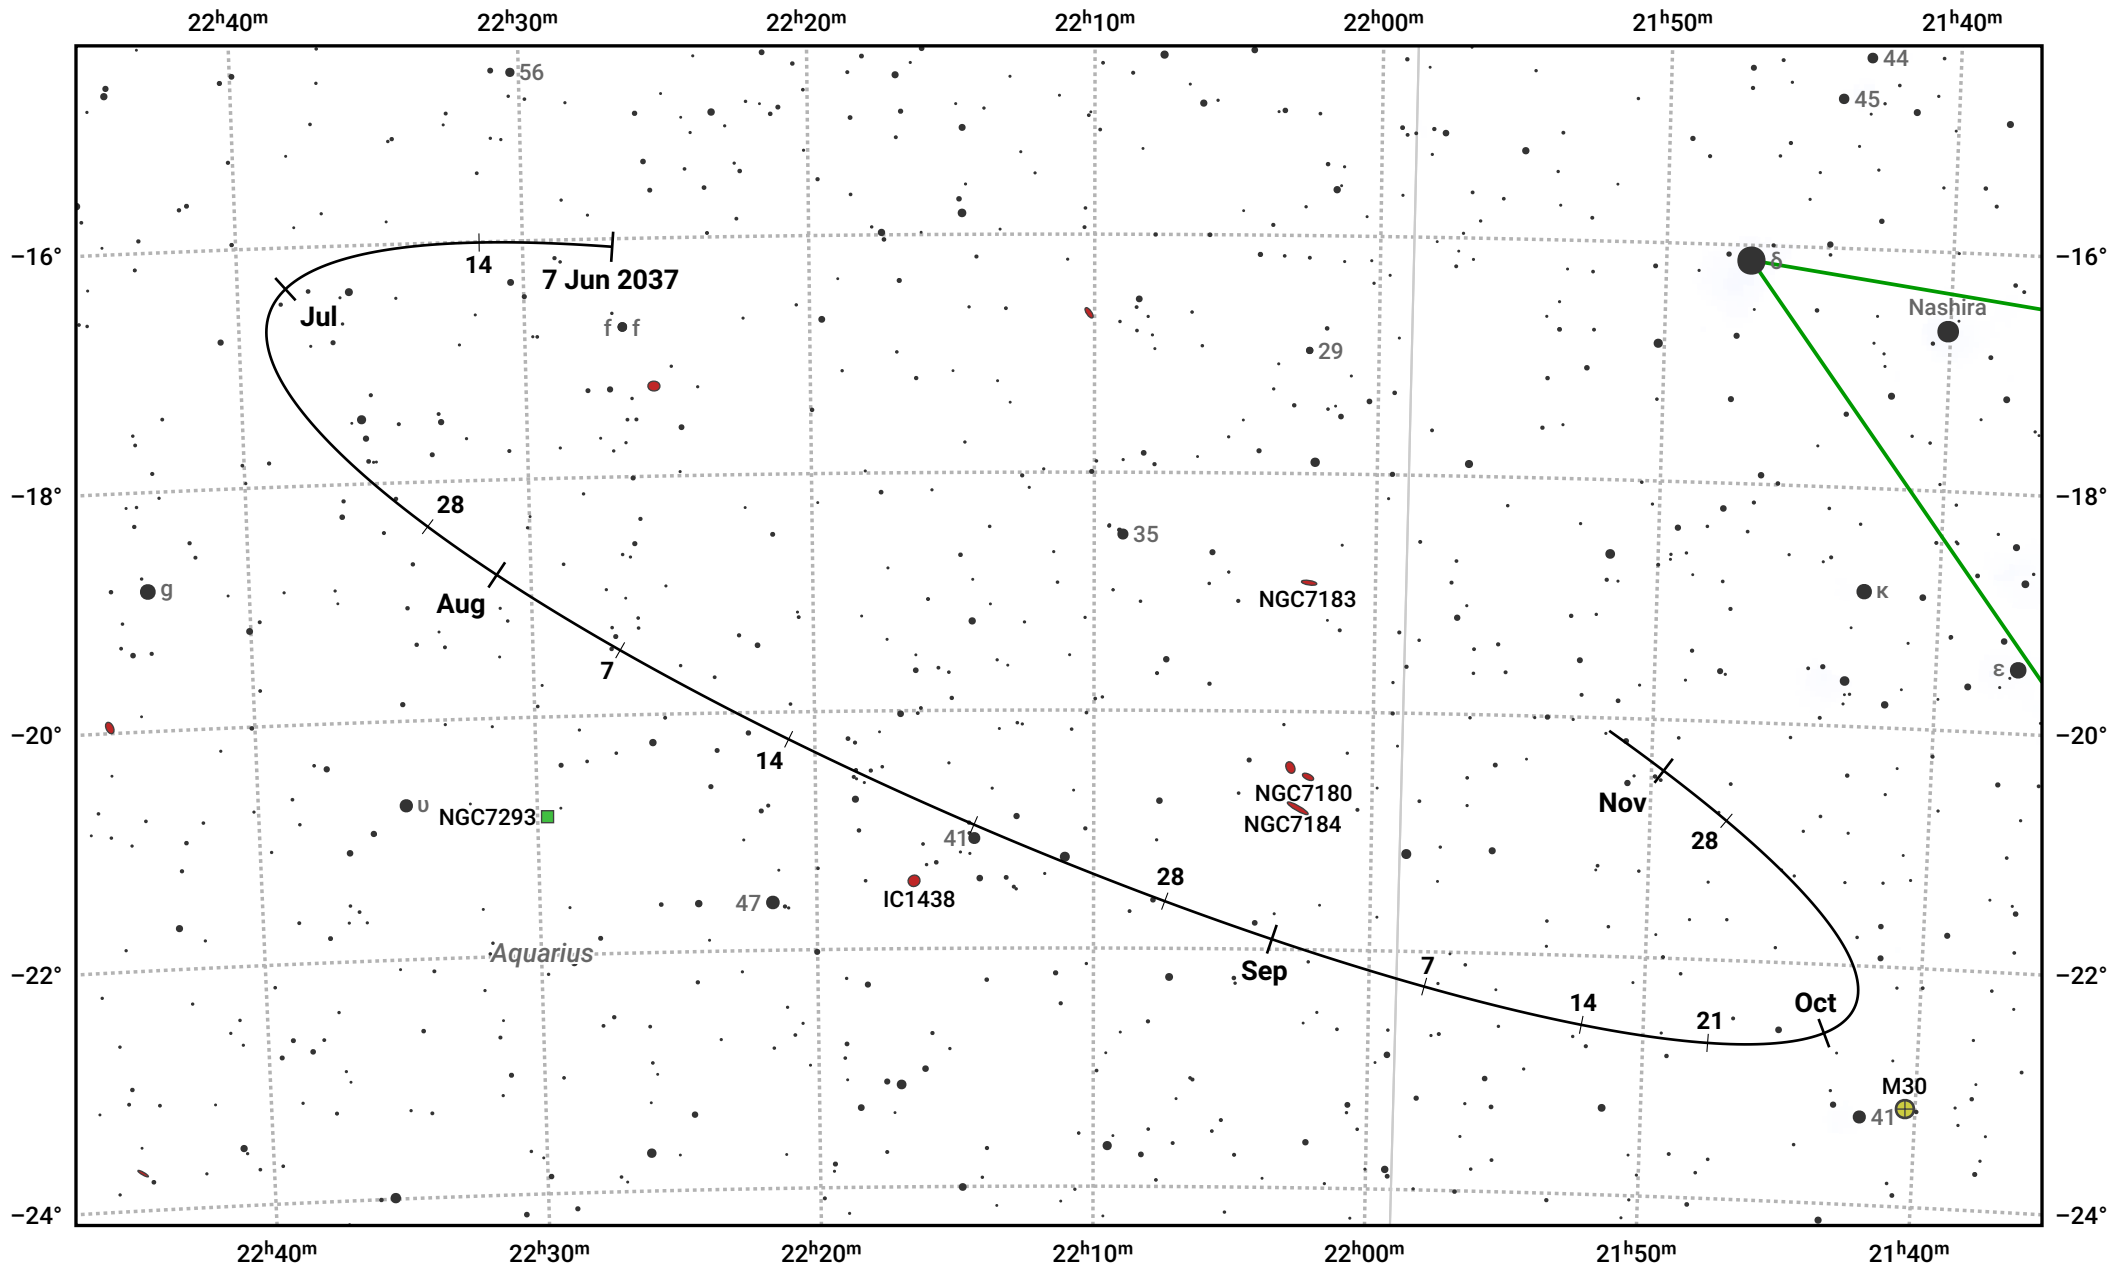 22ʰ40ᵐ 22ʰ30ᵐ 22ʰ20ᵐ 22ʰ10ᵐ 22ʰ00ᵐ 21ʰ50ᵐ 21ʰ40ᵐ
44
56
45
−16° −16°
δ
14
7 Jun 2037
Nashira
Jul
f f
29
−18° −18°
28
35
NGC7183
g
κ
Aug
7
ε
−20° −20°
14
NGC7180
Nov
υ
NGC7293
NGC7184
41
28
28
IC1438
47
Aquarius
7
Sep
−22° −22°
14
Oct
21
M30
41
−24° −24°
22ʰ40ᵐ 22ʰ30ᵐ 22ʰ20ᵐ 22ʰ10ᵐ 22ʰ00ᵐ 21ʰ50ᵐ 21ʰ40ᵐ